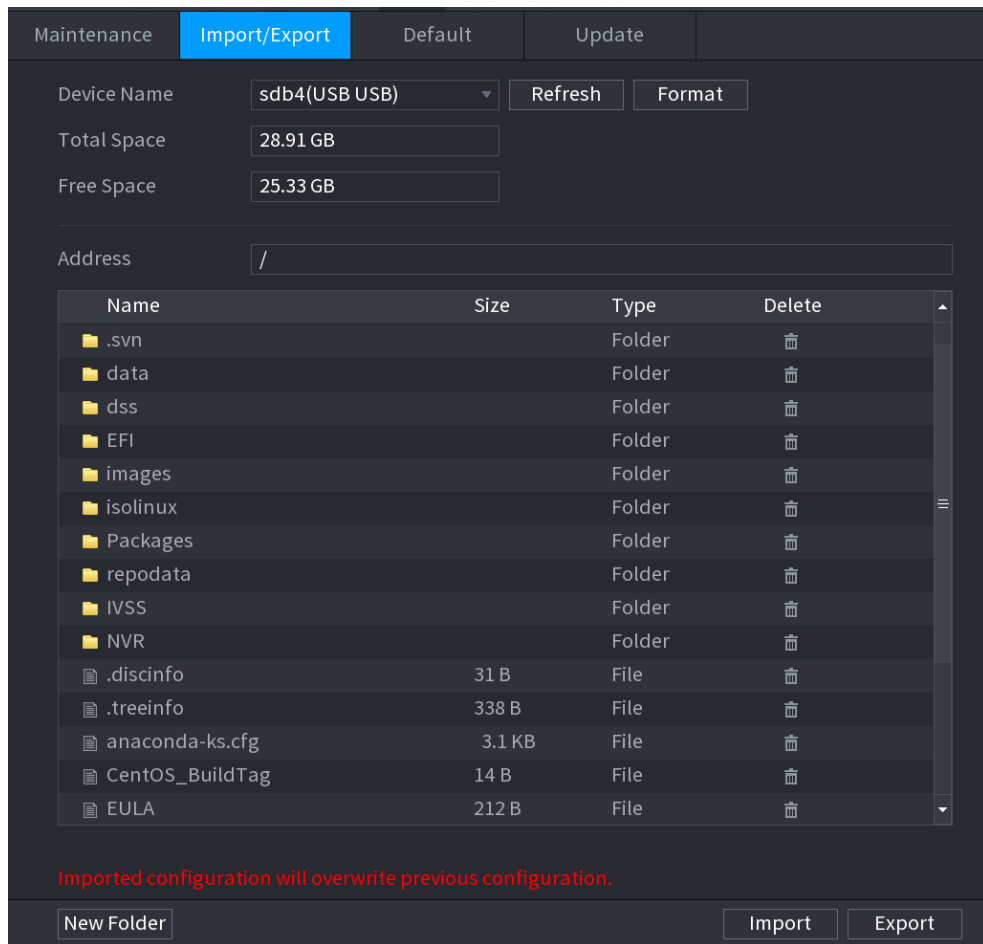 Maintenance Import/Export Default Update
Device Name sdb4(USB USB) Refresh Format
Total Space 28.91 GB
Free Space 25.33 GB
Address /
Name Size Type Delete
.svn Folder
data Folder
dss Folder
EFI Folder
images Folder
isolinux Folder
Packages Folder
repodata Folder
IVSS Folder
NVR Folder
.discinfo 31 B File
.treeinfo 338 B File
anaconda-ks.cfg 3.1 KB File
CentOS_BuildTag 14 B File
EULA 212 B File
Imported configuration will overwrite previous configuration.
New Folder Import Export